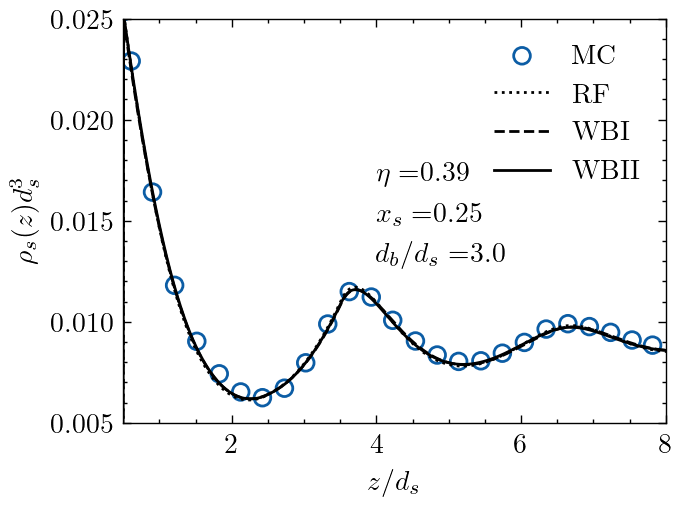 0.025
0.020
0.015
0.010
0.005
ρ_s(z)d_s^3
MC
RF
WBI
WBII
η =0.39
x_s =0.25
d_b/d_s =3.0
2 4 6 8
z/d_s